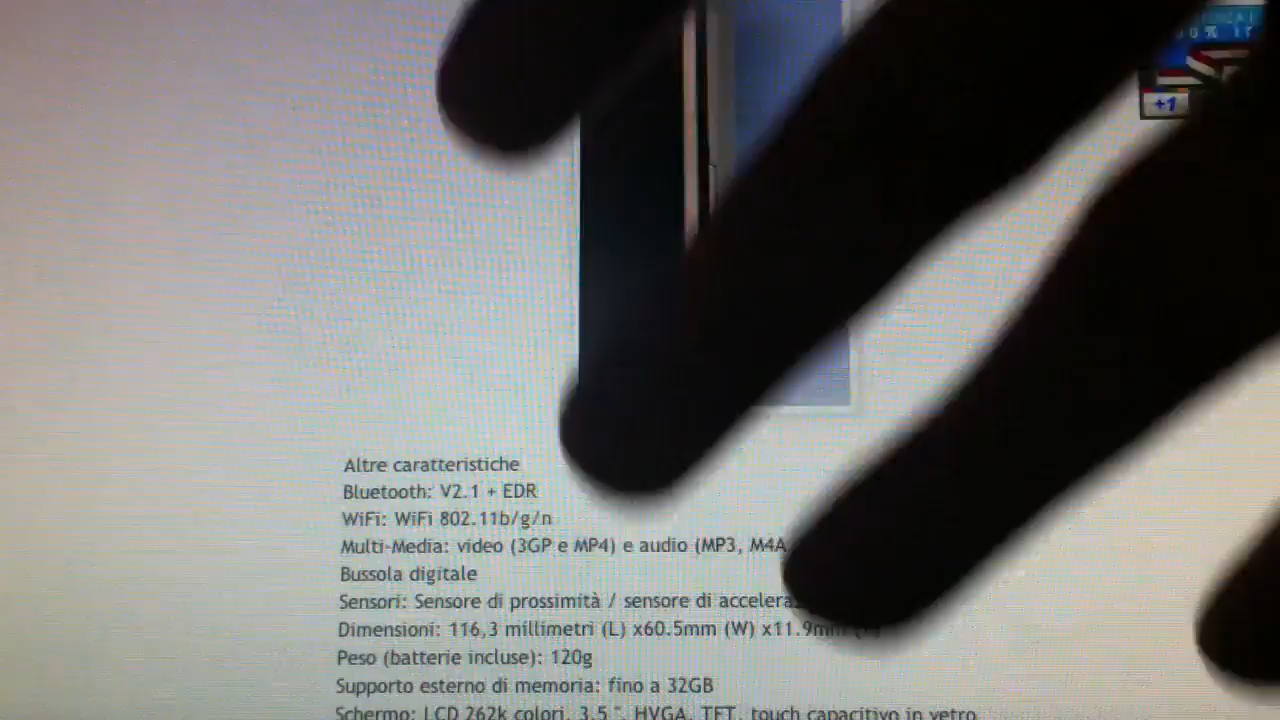 +1
Altre caratteristiche
Bluetooth: V2.1 + EDR
WiFi: WiFi 802.11b/g/n
Multi-Media: video (3GP e MP4) e audio (MP3, M4A
Bussola digitale
Sensori: Sensore di prossimità / sensore di accelera
Dimensioni: 116,3 millimetri (L) x60.5mm (W) x11.9mm
Peso (batterie incluse): 120g
Supporto esterno di memoria: fino a 32GB
Schermo: LCD 262k colori, 3.5 ", HVGA, TFT, touch capacitivo in vetro